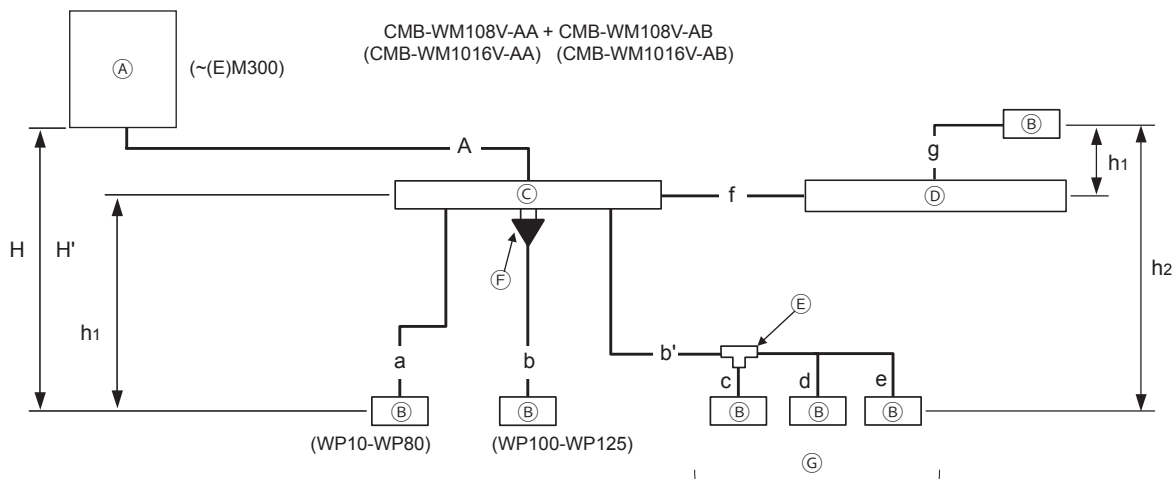 CMB-WM108V-AA + CMB-WM108V-AB
(CMB-WM1016V-AA) (CMB-WM1016V-AB)
Ⓐ
(~(E)M300)
A
Ⓑ
g
h1
Ⓒ
f
Ⓓ
H
H'
h1
Ⓕ
h2
Ⓔ
a
b
b'
c
d
e
Ⓑ
Ⓑ
Ⓑ
Ⓑ
Ⓑ
(WP10-WP80)
(WP100-WP125)
Ⓖ